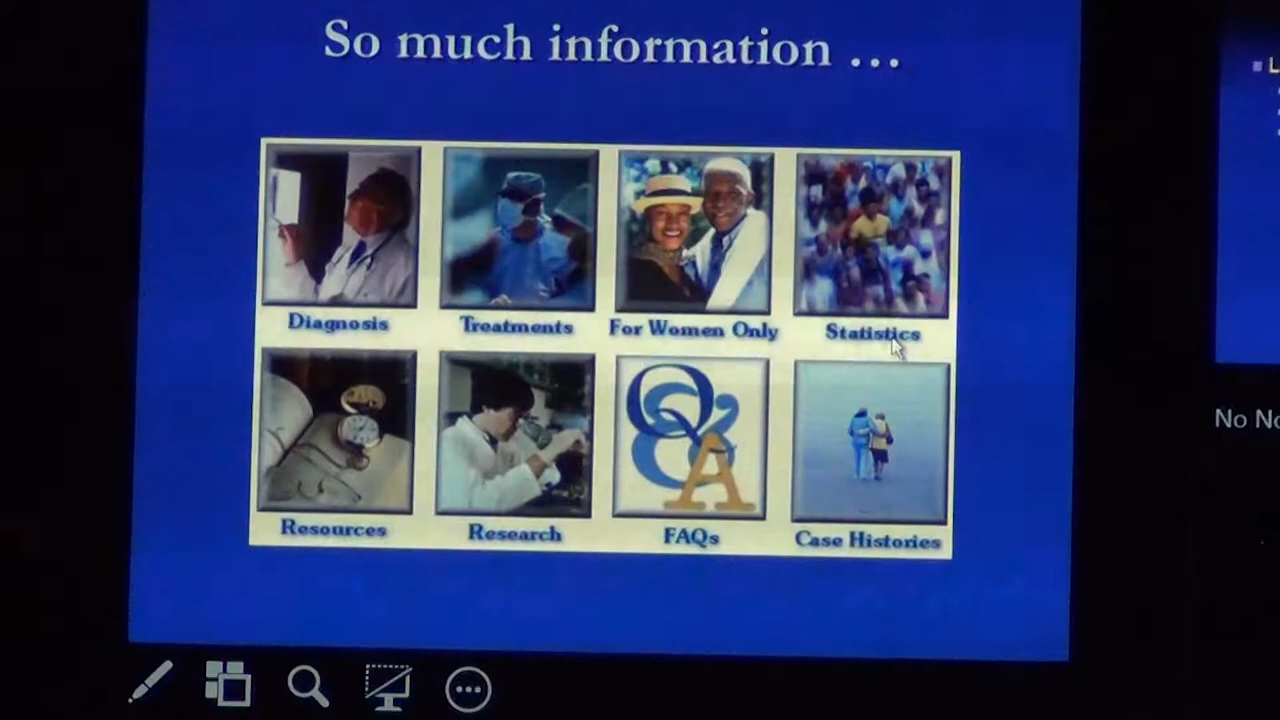 So much information ...
Diagnosis
Treatments
For Women Only
Statistics
Q&A
Resources
Research
FAQs
Case Histories
L
No No